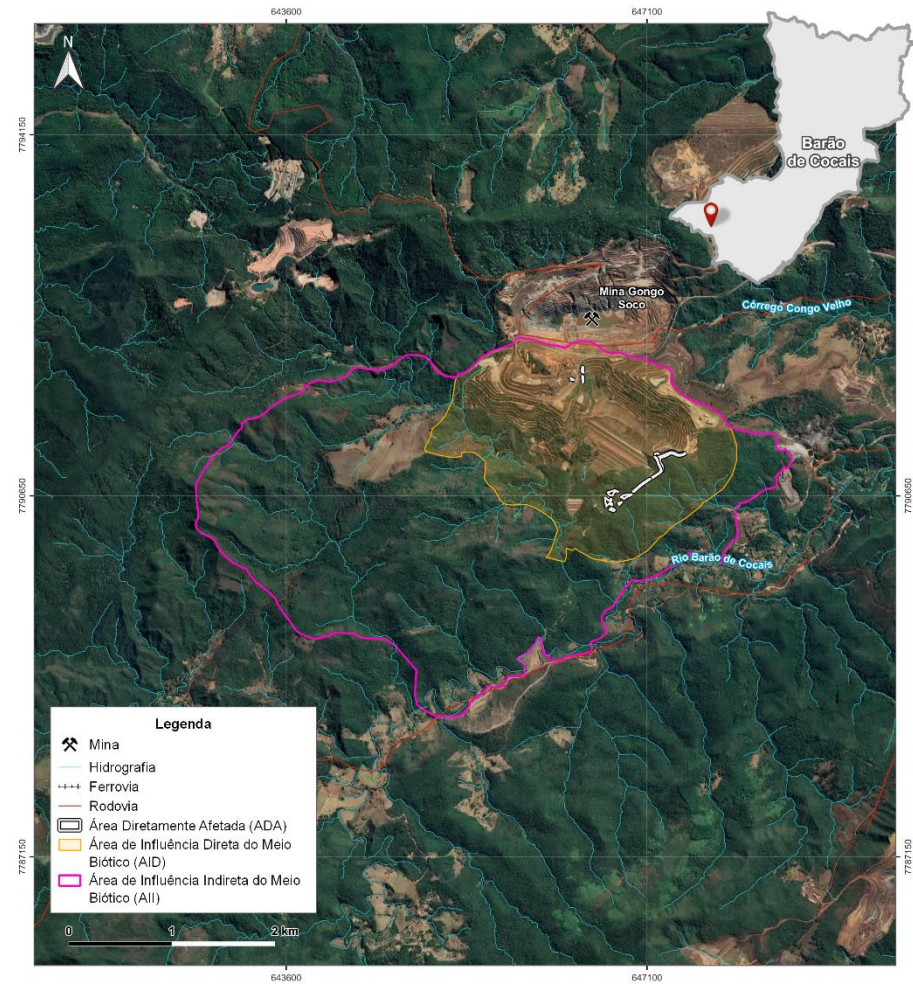 643600
647100
N
7794150
7794150
Barão
de Cocais
Mina Gongo
Soco
Córrego Congo Velho
7790650
7790650
Rio Barão de Cocais
Legenda
Mina
Hidrografia
Ferrovia
Rodovia
Área Diretamente Afetada (ADA)
Área de Influência Direta do Meio
Biótico (AID)
Área de Influência Indireta do Meio
Biótico (AII)
7787150
7787150
0 1 2 km
643600
647100